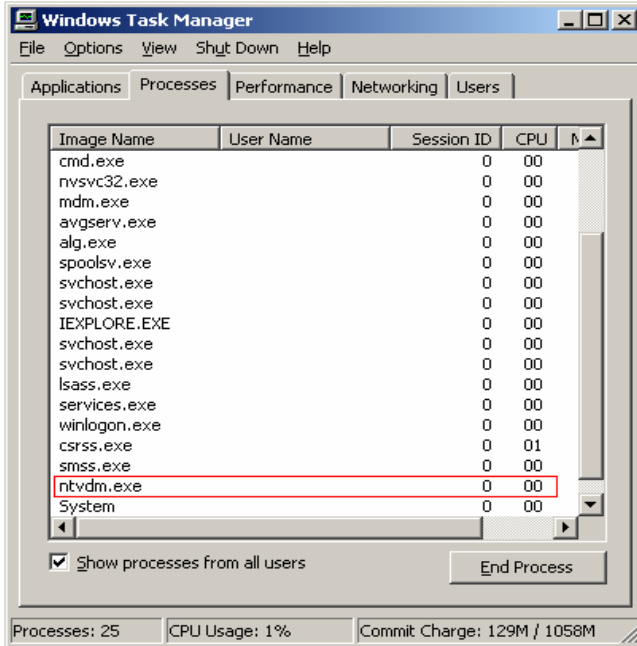 Windows Task Manager
File Options View Shut Down Help
Applications Processes Performance Networking Users
Image Name User Name Session ID CPU
cmd.exe 0 00
nvsvc32.exe 0 00
mdm.exe 0 00
avgserv.exe 0 00
alg.exe 0 00
spoolsv.exe 0 00
svchost.exe 0 00
svchost.exe 0 00
IEXPLORE.EXE 0 00
svchost.exe 0 00
svchost.exe 0 00
lsass.exe 0 00
services.exe 0 00
winlogon.exe 0 00
csrss.exe 0 01
smss.exe 0 00
ntvdm.exe 0 00
System 0 00
Show processes from all users
End Process
Processes: 25 CPU Usage: 1% Commit Charge: 129M / 1058M